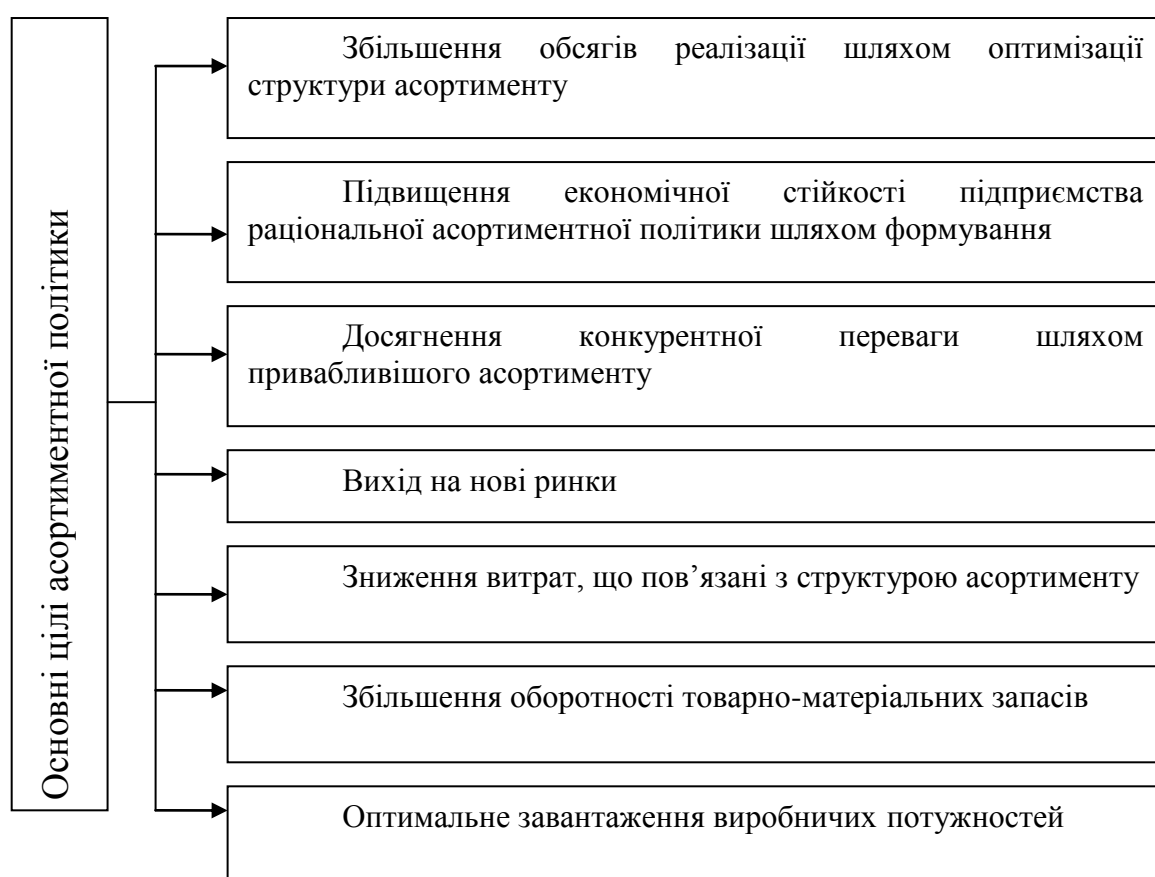 Основні цілі асортиментної політики
Збільшення обсягів реалізації шляхом оптимізації
структури асортименту
Підвищення економічної стійкості підприємства
раціональної асортиментної політики шляхом формування
Досягнення конкурентної переваги шляхом
привабливішого асортименту
Вихід на нові ринки
Зниження витрат, що пов’язані з структурою асортименту
Збільшення оборотності товарно-матеріальних запасів
Оптимальне завантаження виробничих потужностей